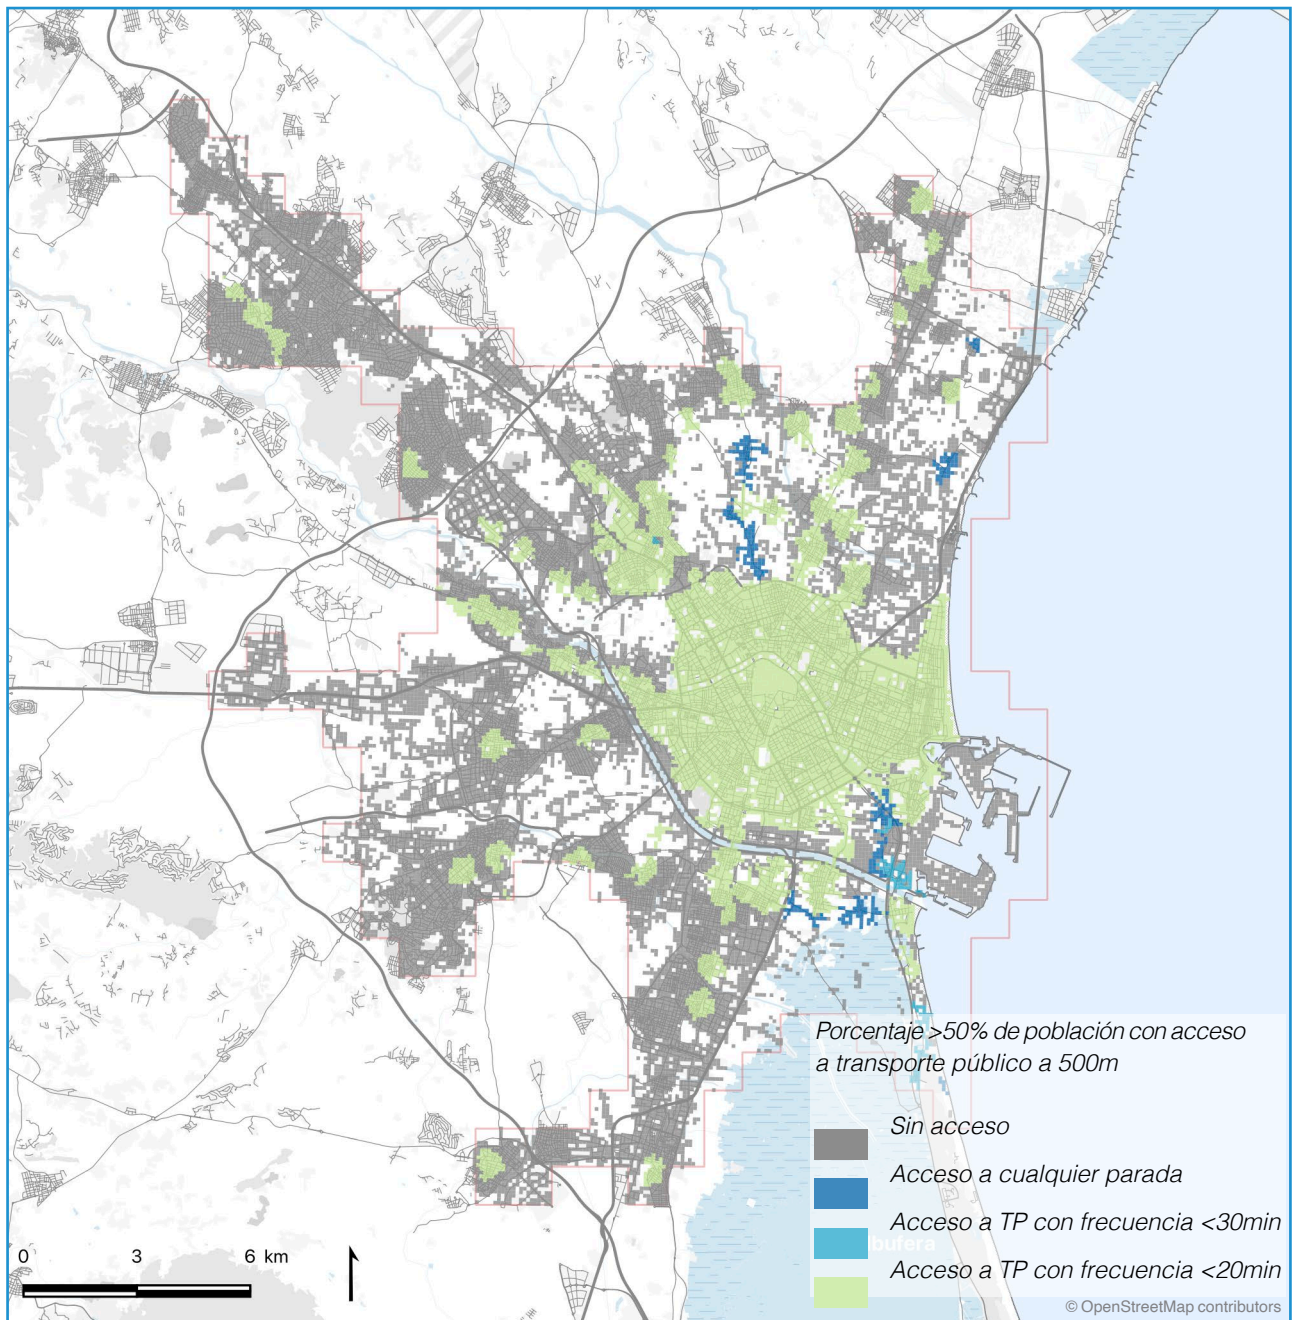 Porcentaje >50% de población con acceso
a transporte público a 500m
Sin acceso
Acceso a cualquier parada
Acceso a TP con frecuencia <30min
bufera
Acceso a TP con frecuencia <20min
0 3 6 km
© OpenStreetMap contributors